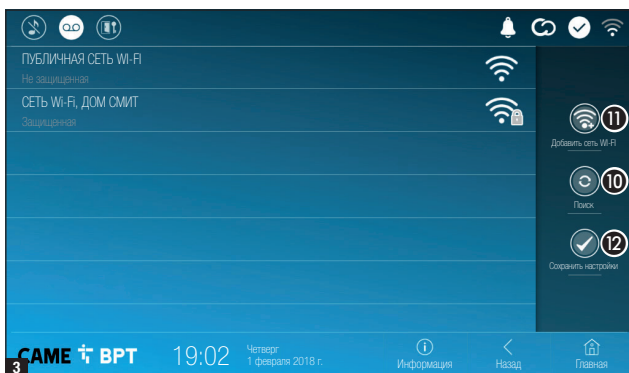 ПУБЛИЧНАЯ СЕТЬ WI-FI
Не защищенная
СЕТЬ Wi-Fi, ДОМ СМИТ
Защищенная
11
Добавить сеть WI-FI
10
Поиск
12
Сохранить настройки
3
CAME BPT
19:02
Четверг
1 февраля 2018 г.
Информация
Назад
Главная